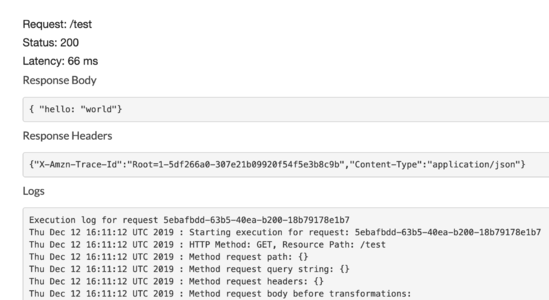 Request: /test
Status: 200
Latency: 66 ms
Response Body
{ "hello: "world"}
Response Headers
{"X-Amzn-Trace-Id":"Root=1-5df266a0-307e21b09920f54f5e3b8c9b","Content-Type":"application/json"}
Logs
Execution log for request 5ebafbdd-63b5-40ea-b200-18b79178e1b7
Thu Dec 12 16:11:12 UTC 2019 : Starting execution for request: 5ebafbdd-63b5-40ea-b200-18b79178e1b7
Thu Dec 12 16:11:12 UTC 2019 : HTTP Method: GET, Resource Path: /test
Thu Dec 12 16:11:12 UTC 2019 : Method request path: {}
Thu Dec 12 16:11:12 UTC 2019 : Method request query string: {}
Thu Dec 12 16:11:12 UTC 2019 : Method request headers: {}
Thu Dec 12 16:11:12 UTC 2019 : Method request body before transformations: